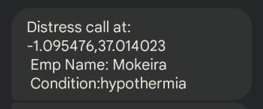 Distress call at:
-1.095476,37.014023
Emp Name: Mokeira
Condition:hypothermia